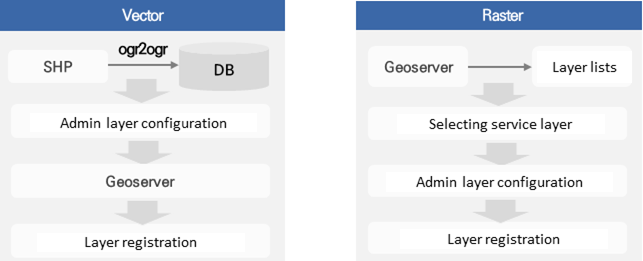 Vector
ogr2ogr
SHP
DB
Admin layer configuration
Geoserver
Layer registration
Raster
Geoserver
Layer lists
Selecting service layer
Admin layer configuration
Layer registration